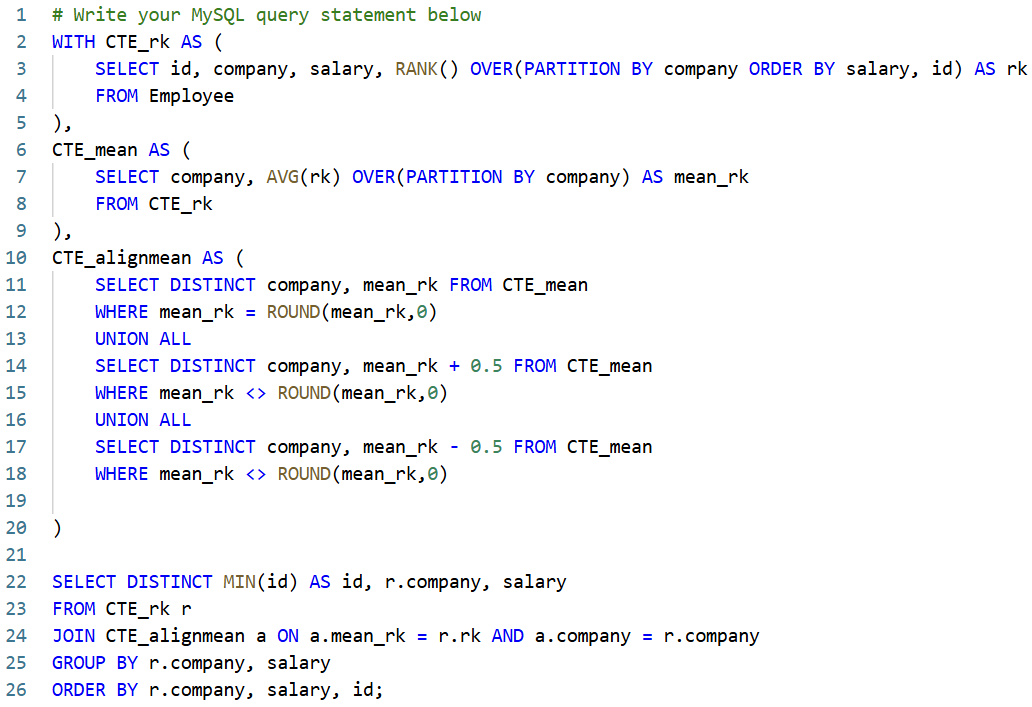 1 # Write your MySQL query statement below
2 WITH CTE_rk AS (
3 SELECT id, company, salary, RANK() OVER(PARTITION BY company ORDER BY salary, id) AS rk
4 FROM Employee
5 ),
6 CTE_mean AS (
7 SELECT company, AVG(rk) OVER(PARTITION BY company) AS mean_rk
8 FROM CTE_rk
9 ),
10 CTE_alignmean AS (
11 SELECT DISTINCT company, mean_rk FROM CTE_mean
12 WHERE mean_rk = ROUND(mean_rk,0)
13 UNION ALL
14 SELECT DISTINCT company, mean_rk + 0.5 FROM CTE_mean
15 WHERE mean_rk <> ROUND(mean_rk,0)
16 UNION ALL
17 SELECT DISTINCT company, mean_rk - 0.5 FROM CTE_mean
18 WHERE mean_rk <> ROUND(mean_rk,0)
19
20 )
21
22 SELECT DISTINCT MIN(id) AS id, r.company, salary
23 FROM CTE_rk r
24 JOIN CTE_alignmean a ON a.mean_rk = r.rk AND a.company = r.company
25 GROUP BY r.company, salary
26 ORDER BY r.company, salary, id;